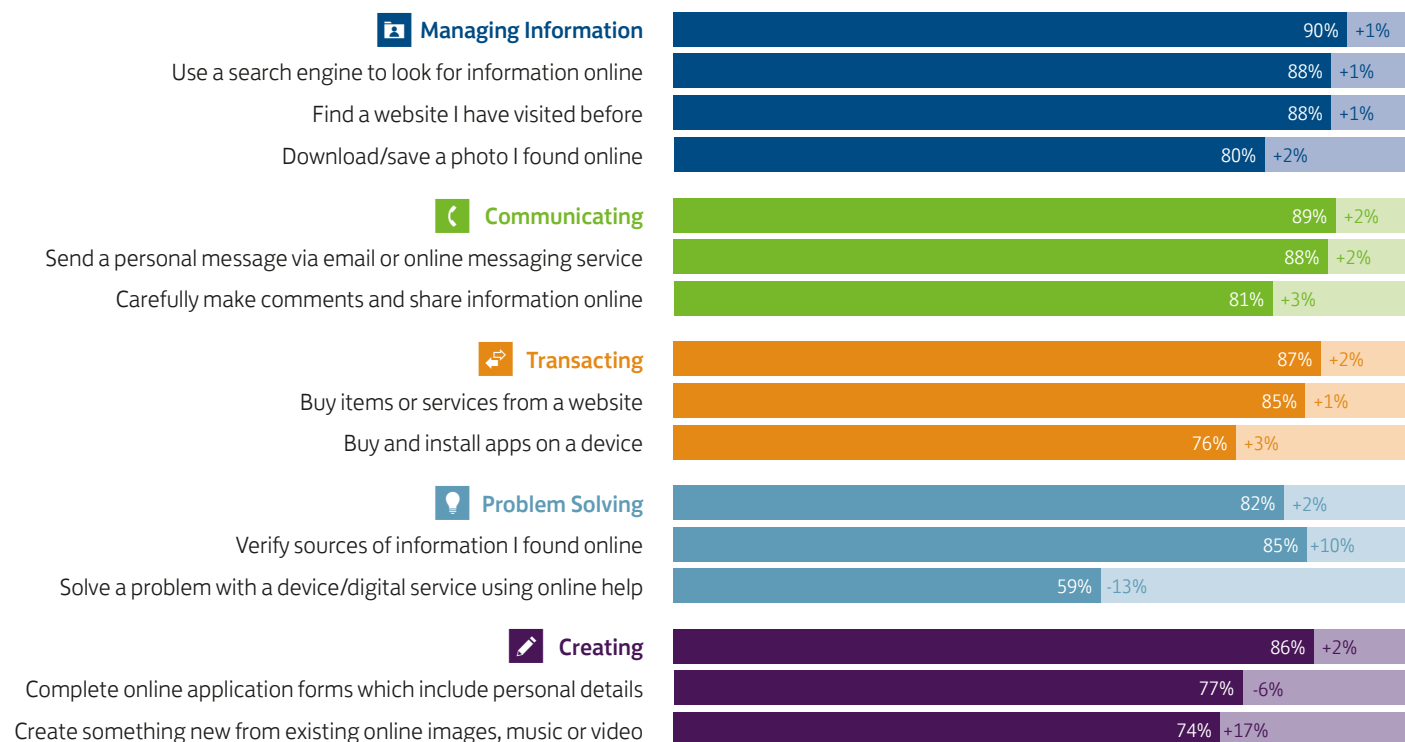 Managing Information 90% +1%
Use a search engine to look for information online 88% +1%
Find a website I have visited before 88% +1%
Download/save a photo I found online 80% +2%
Communicating 89% +2%
Send a personal message via email or online messaging service 88% +2%
Carefully make comments and share information online 81% +3%
Transacting 87% +2%
Buy items or services from a website 85% +1%
Buy and install apps on a device 76% +3%
Problem Solving 82% +2%
Verify sources of information I found online 85% +10%
Solve a problem with a device/digital service using online help 59% -13%
Creating 86% +2%
Complete online application forms which include personal details 77% -6%
Create something new from existing online images, music or video 74% +17%